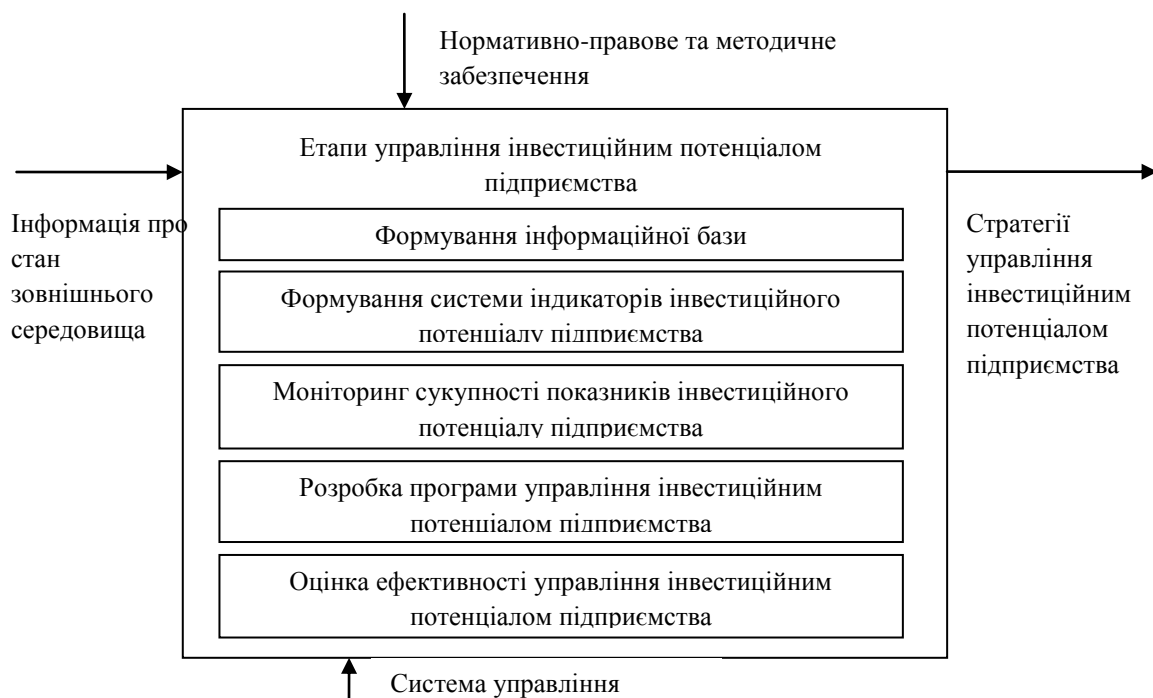 Нормативно-правове та методичне
забезпечення
Етапи управління інвестиційним потенціалом
підприємства
Інформація про
стан
зовнішнього
середовища
Формування інформаційної бази
Формування системи індикаторів інвестиційного
потенціалу підприємства
Моніторинг сукупності показників інвестиційного
потенціалу підприємства
Розробка програми управління інвестиційним
потенціалом підприємства
Оцінка ефективності управління інвестиційним
потенціалом підприємства
Стратегії
управління
інвестиційним
потенціалом
підприємства
Система управління